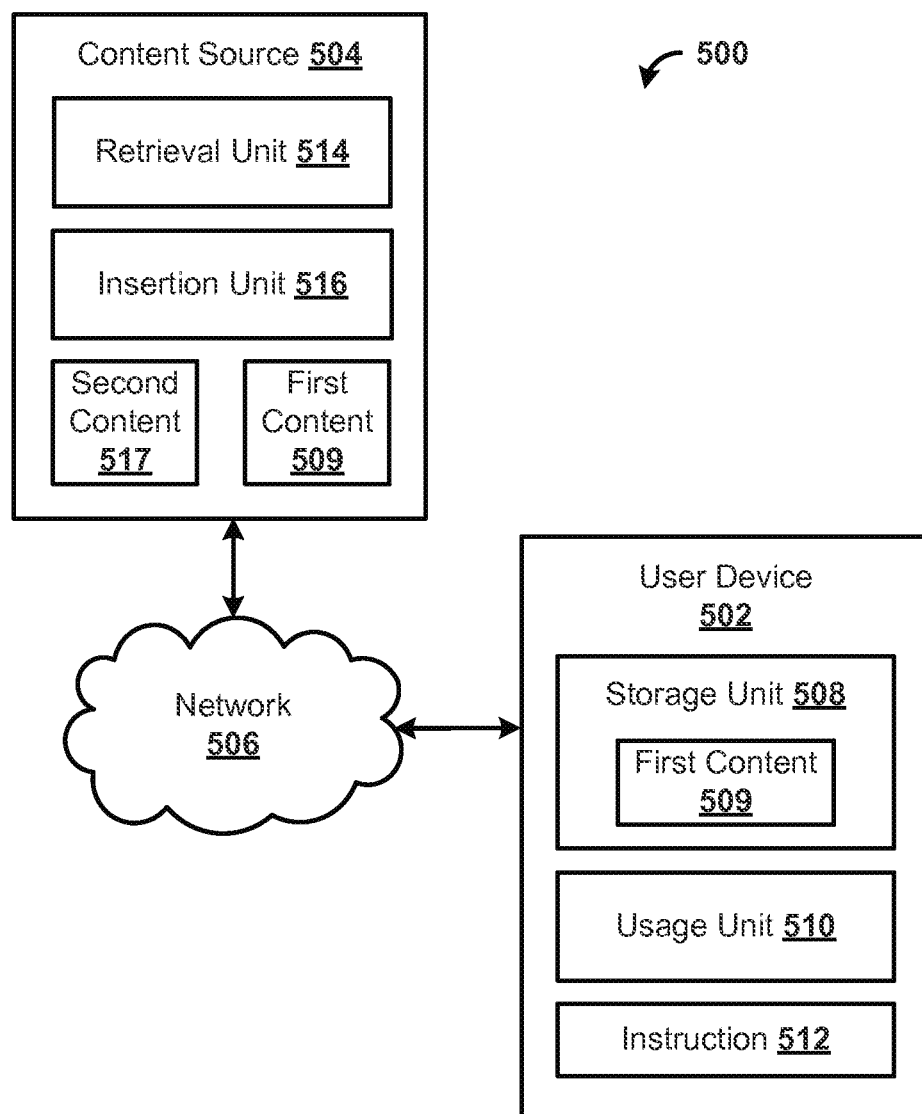 Content Source 504
500
Retrieval Unit 514
Insertion Unit 516
Second
Content
517
First
Content
509
User Device
502
Network
506
Storage Unit 508
First Content
509
Usage Unit 510
Instruction 512